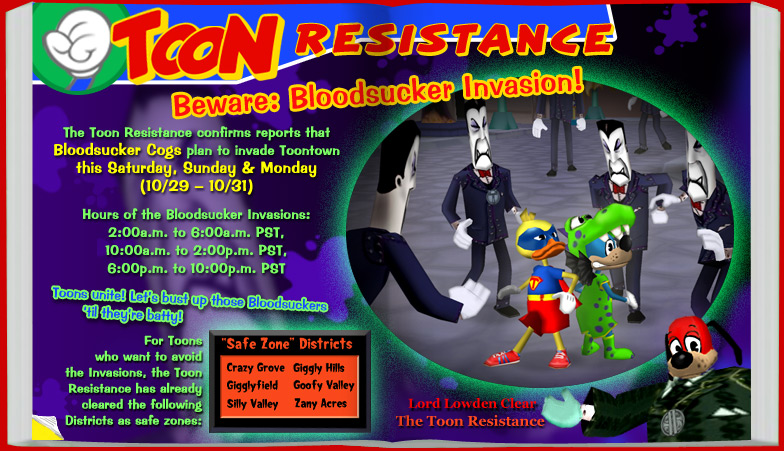 TOON RESISTANCE
Beware: Bloodsucker Invasion!
The Toon Resistance confirms reports that
Bloodsucker Cogs plan to invade Toontown
this Saturday, Sunday & Monday
(10/29 – 10/31)
Hours of the Bloodsucker Invasions:
2:00a.m. to 6:00a.m. PST,
10:00a.m. to 2:00p.m. PST,
6:00p.m. to 10:00p.m. PST
Toons unite! Let's bust up those Bloodsuckers
'til they're batty!
For Toons
who want to avoid
the Invasions, the Toon
Resistance has already
cleared the following
Districts as safe zones:
"Safe Zone" Districts
Crazy Grove Giggly Hills
Gigglyfield Goofy Valley
Silly Valley Zany Acres
Lord Lowden Clear
The Toon Resistance